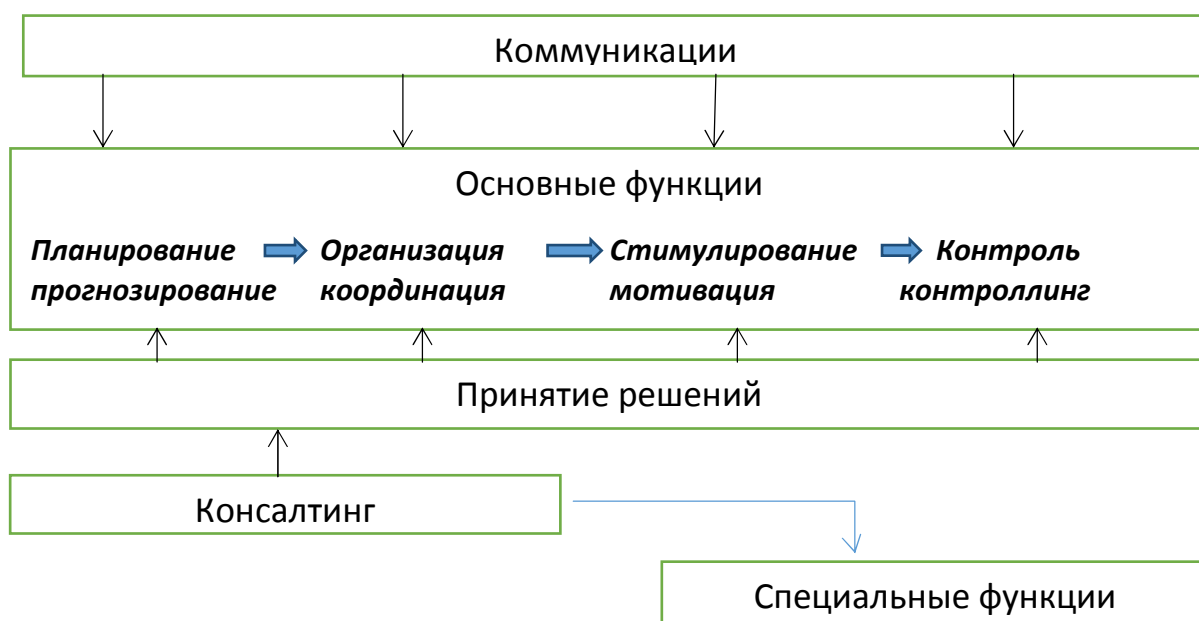 Коммуникации
Основные функции
Планирование Организация Стимулирование Контроль
прогнозирование координация мотивация контроллинг
Принятие решений
Консалтинг
Специальные функции